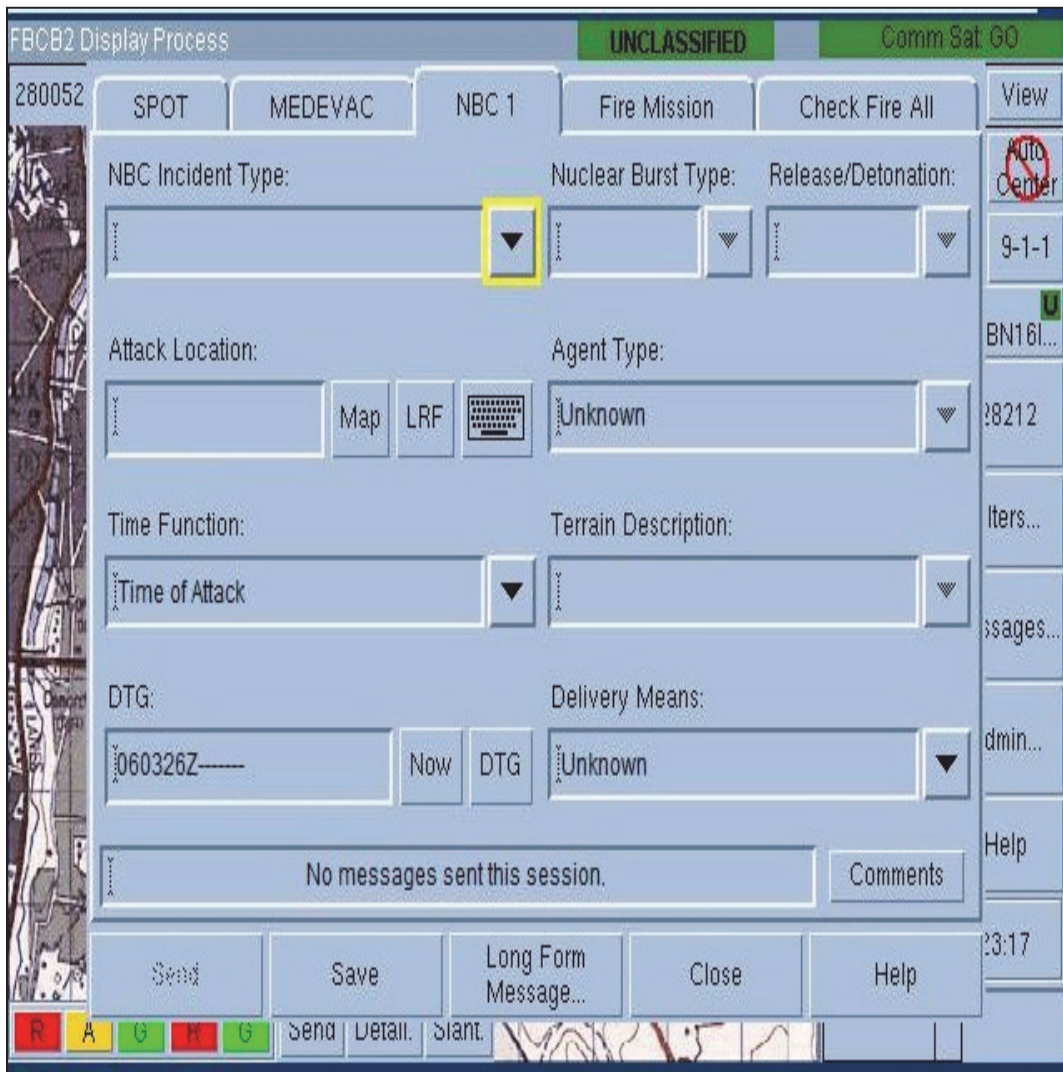 FBCB2 Display Process
UNCLASSIFIED
Comm Sat: GO
280052
SPOT
MEDEVAC
NBC 1
Fire Mission
Check Fire All
View
Auto Center
9-1-1
U
BN16I...
28212
lters...
ssages...
dmin...
Help
23:17
NBC Incident Type:
Nuclear Burst Type:
Release/Detonation:
Attack Location:
Agent Type:
Map
LRF
Unknown
Time Function:
Terrain Description:
Time of Attack
DTG:
Delivery Means:
060326Z-------
Now
DTG
Unknown
No messages sent this session.
Comments
Send
Save
Long Form
Message...
Close
Help
R
A
G
R
G
Send
Detail.
Slant.
LANES